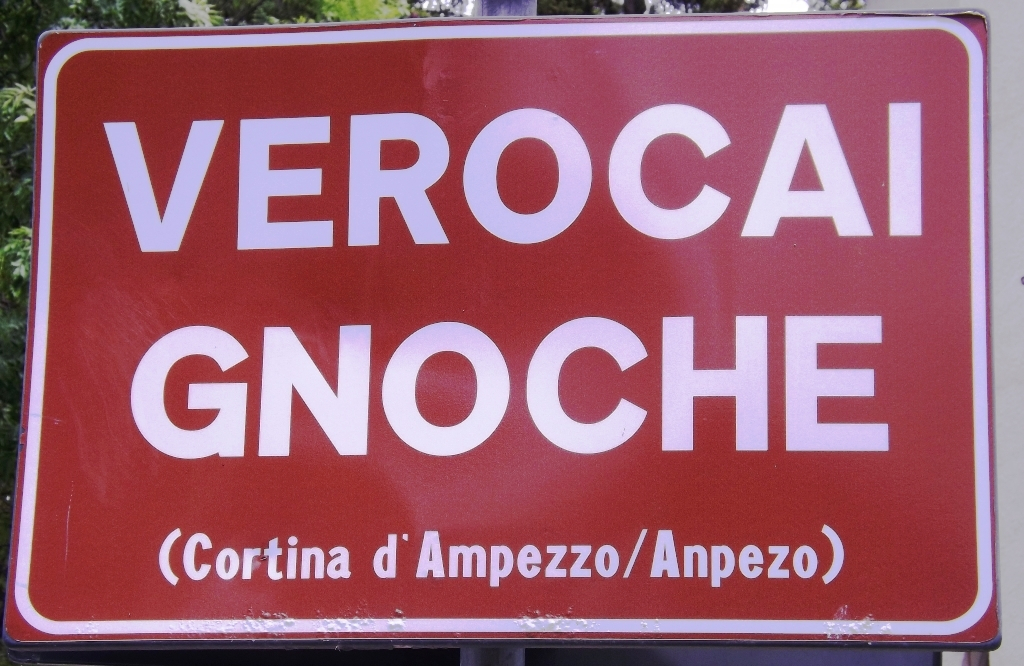 VEROCAI
GNOCHE
(Cortina d'Ampezzo/Anpezo)